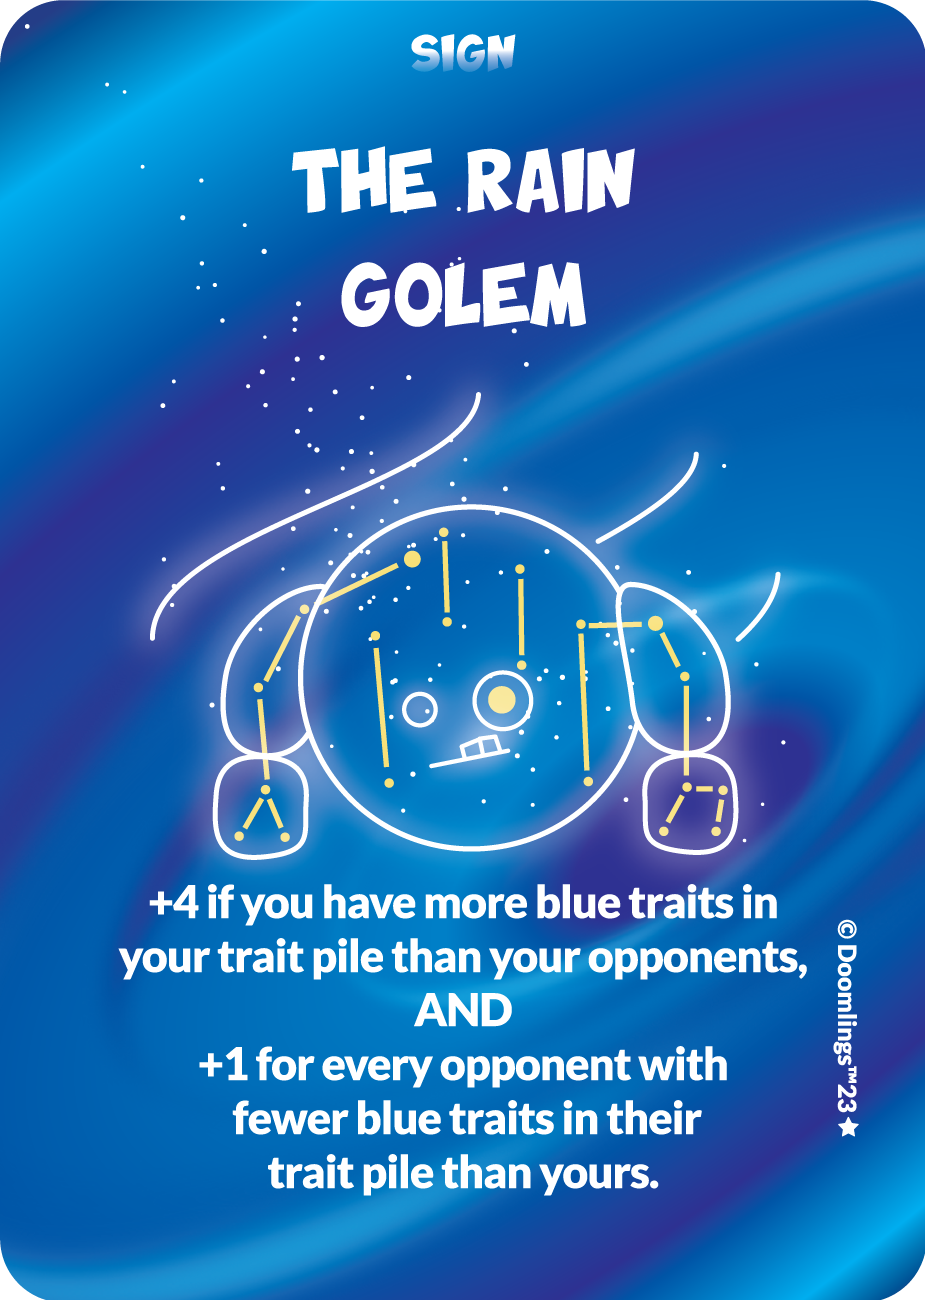 SIGN
THE RAIN
GOLEM
+4 if you have more blue traits in
your trait pile than your opponents,
AND
+1 for every opponent with
fewer blue traits in their
trait pile than yours.
© Doomlings™23 ★